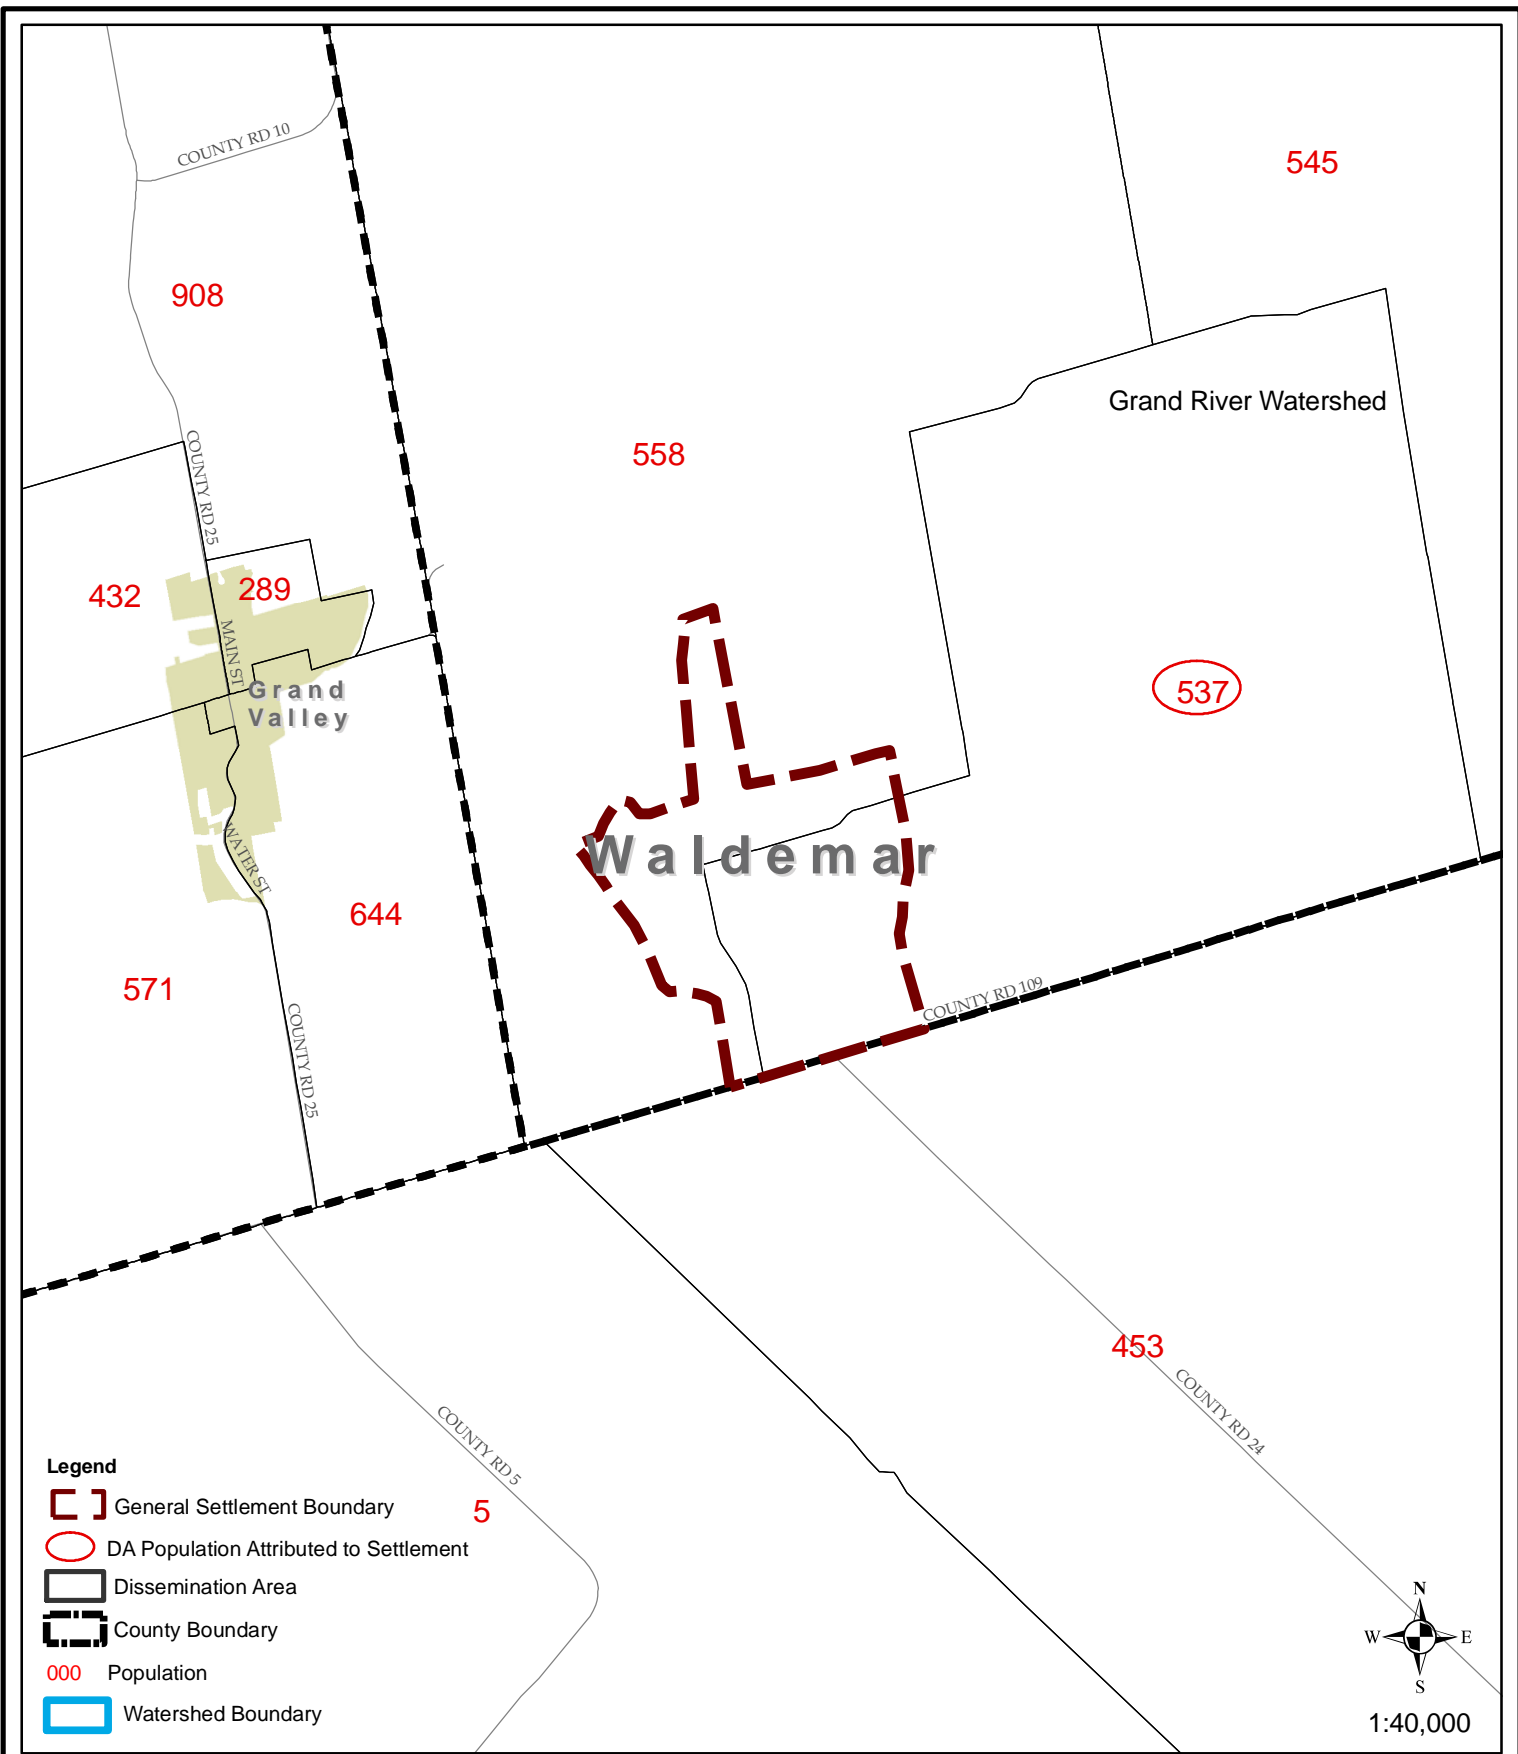 COUNTY RD 10
545
908
Grand River Watershed
558
COUNTY RD 25
432
289
MAIN ST
Grand
Valley
537
WATER ST
Waldemar
644
571
COUNTY RD 109
COUNTY RD 25
453
COUNTY RD 24
COUNTY RD 5
5
Legend
General Settlement Boundary
DA Population Attributed to Settlement
Dissemination Area
County Boundary
000 Population
Watershed Boundary
N
W E
S
1:40,000